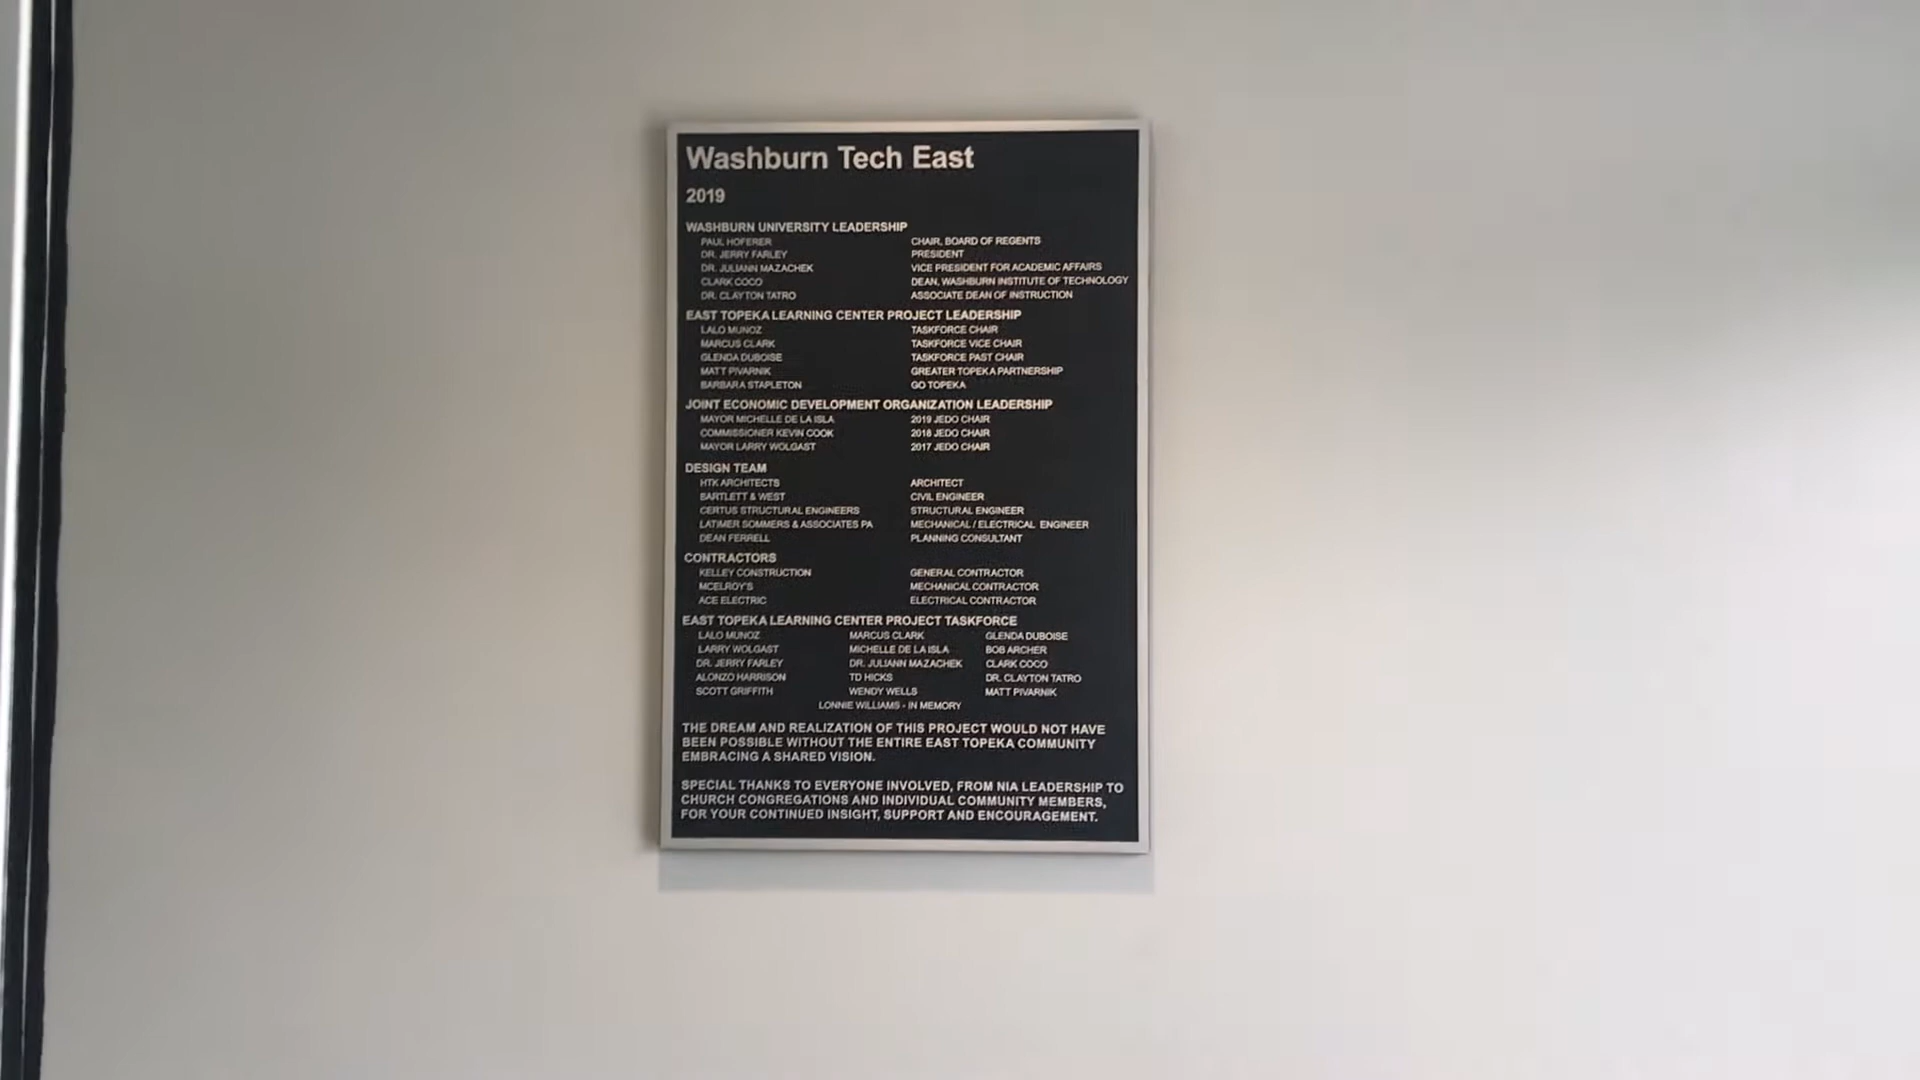 Washburn Tech East
2019
WASHBURN UNIVERSITY LEADERSHIP
PAUL HOFERER CHAIR, BOARD OF REGENTS
DR. JERRY FARLEY PRESIDENT
DR. JULIANN MAZACHEK VICE PRESIDENT FOR ACADEMIC AFFAIRS
CLARK COCO DEAN, WASHBURN INSTITUTE OF TECHNOLOGY
DR. CLAYTON TATRO ASSOCIATE DEAN OF INSTRUCTION
EAST TOPEKA LEARNING CENTER PROJECT LEADERSHIP
LALO MUNOZ TASKFORCE CHAIR
MARCUS CLARK TASKFORCE VICE CHAIR
GLENDA DUBOISE TASKFORCE PAST CHAIR
MATT PIVARNIK GREATER TOPEKA PARTNERSHIP
BARBARA STAPLETON GO TOPEKA
JOINT ECONOMIC DEVELOPMENT ORGANIZATION LEADERSHIP
MAYOR MICHELLE DE LA ISLA 2019 JEDO CHAIR
COMMISSIONER KEVIN COOK 2018 JEDO CHAIR
MAYOR LARRY WOLGAST 2017 JEDO CHAIR
DESIGN TEAM
HTK ARCHITECTS ARCHITECT
BARTLETT & WEST CIVIL ENGINEER
CERTUS STRUCTURAL ENGINEERS STRUCTURAL ENGINEER
LATIMER SOMMERS & ASSOCIATES PA MECHANICAL / ELECTRICAL ENGINEER
DEAN FERRELL PLANNING CONSULTANT
CONTRACTORS
KELLEY CONSTRUCTION GENERAL CONTRACTOR
MCELROY'S MECHANICAL CONTRACTOR
ACE ELECTRIC ELECTRICAL CONTRACTOR
EAST TOPEKA LEARNING CENTER PROJECT TASKFORCE
LALO MUNOZ MARCUS CLARK GLENDA DUBOISE
LARRY WOLGAST MICHELLE DE LA ISLA BOB ARCHER
DR. JERRY FARLEY DR. JULIANN MAZACHEK CLARK COCO
ALONZO HARRISON TD HICKS DR. CLAYTON TATRO
SCOTT GRIFFITH WENDY WELLS MATT PIVARNIK
LONNIE WILLIAMS - IN MEMORY
THE DREAM AND REALIZATION OF THIS PROJECT WOULD NOT HAVE
BEEN POSSIBLE WITHOUT THE ENTIRE EAST TOPEKA COMMUNITY
EMBRACING A SHARED VISION.
SPECIAL THANKS TO EVERYONE INVOLVED, FROM NIA LEADERSHIP TO
CHURCH CONGREGATIONS AND INDIVIDUAL COMMUNITY MEMBERS,
FOR YOUR CONTINUED INSIGHT, SUPPORT AND ENCOURAGEMENT.